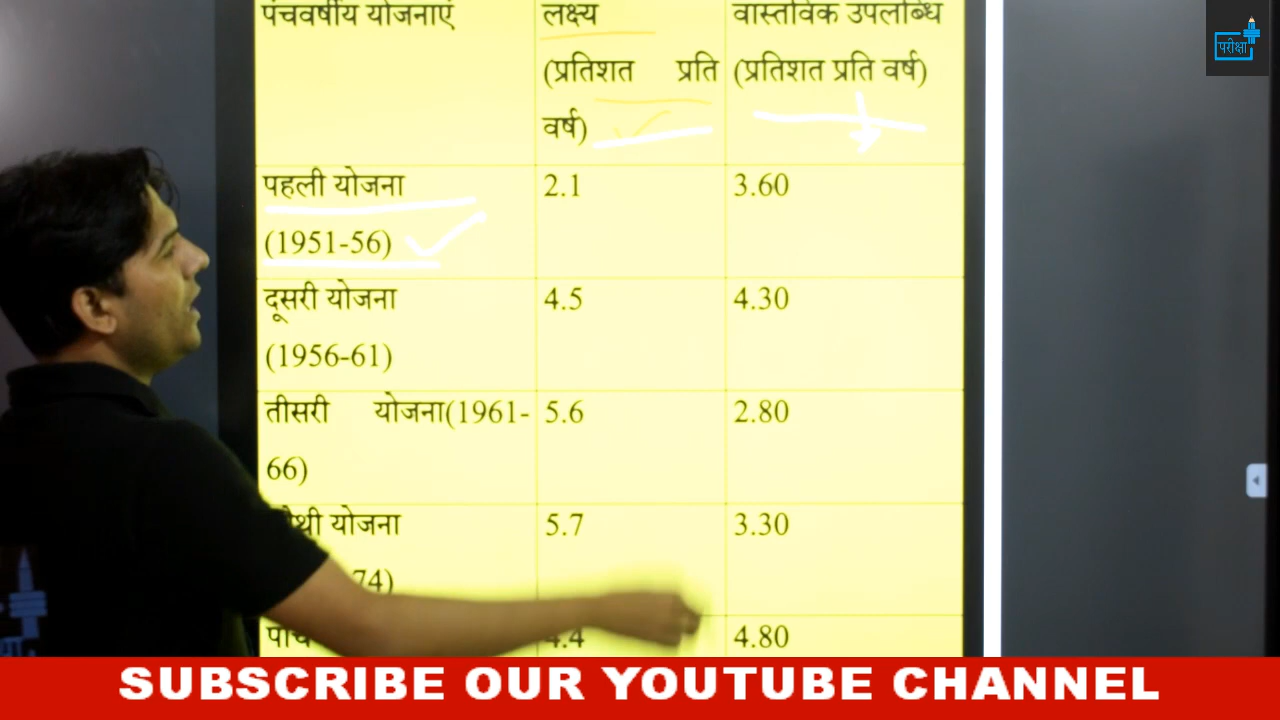 परीक्षा
पंचवर्षीय योजनाएं लक्ष्य वास्तविक उपलब्धि
(प्रतिशत प्रति (प्रतिशत प्रति वर्ष)
वर्ष)
पहली योजना 2.1 3.60
(1951-56)
दूसरी योजना 4.5 4.30
(1956-61)
तीसरी योजना(1961- 5.6 2.80
66)
योजना 5.7 3.30
74)
4.4 4.80
SUBSCRIBE OUR YOUTUBE CHANNEL